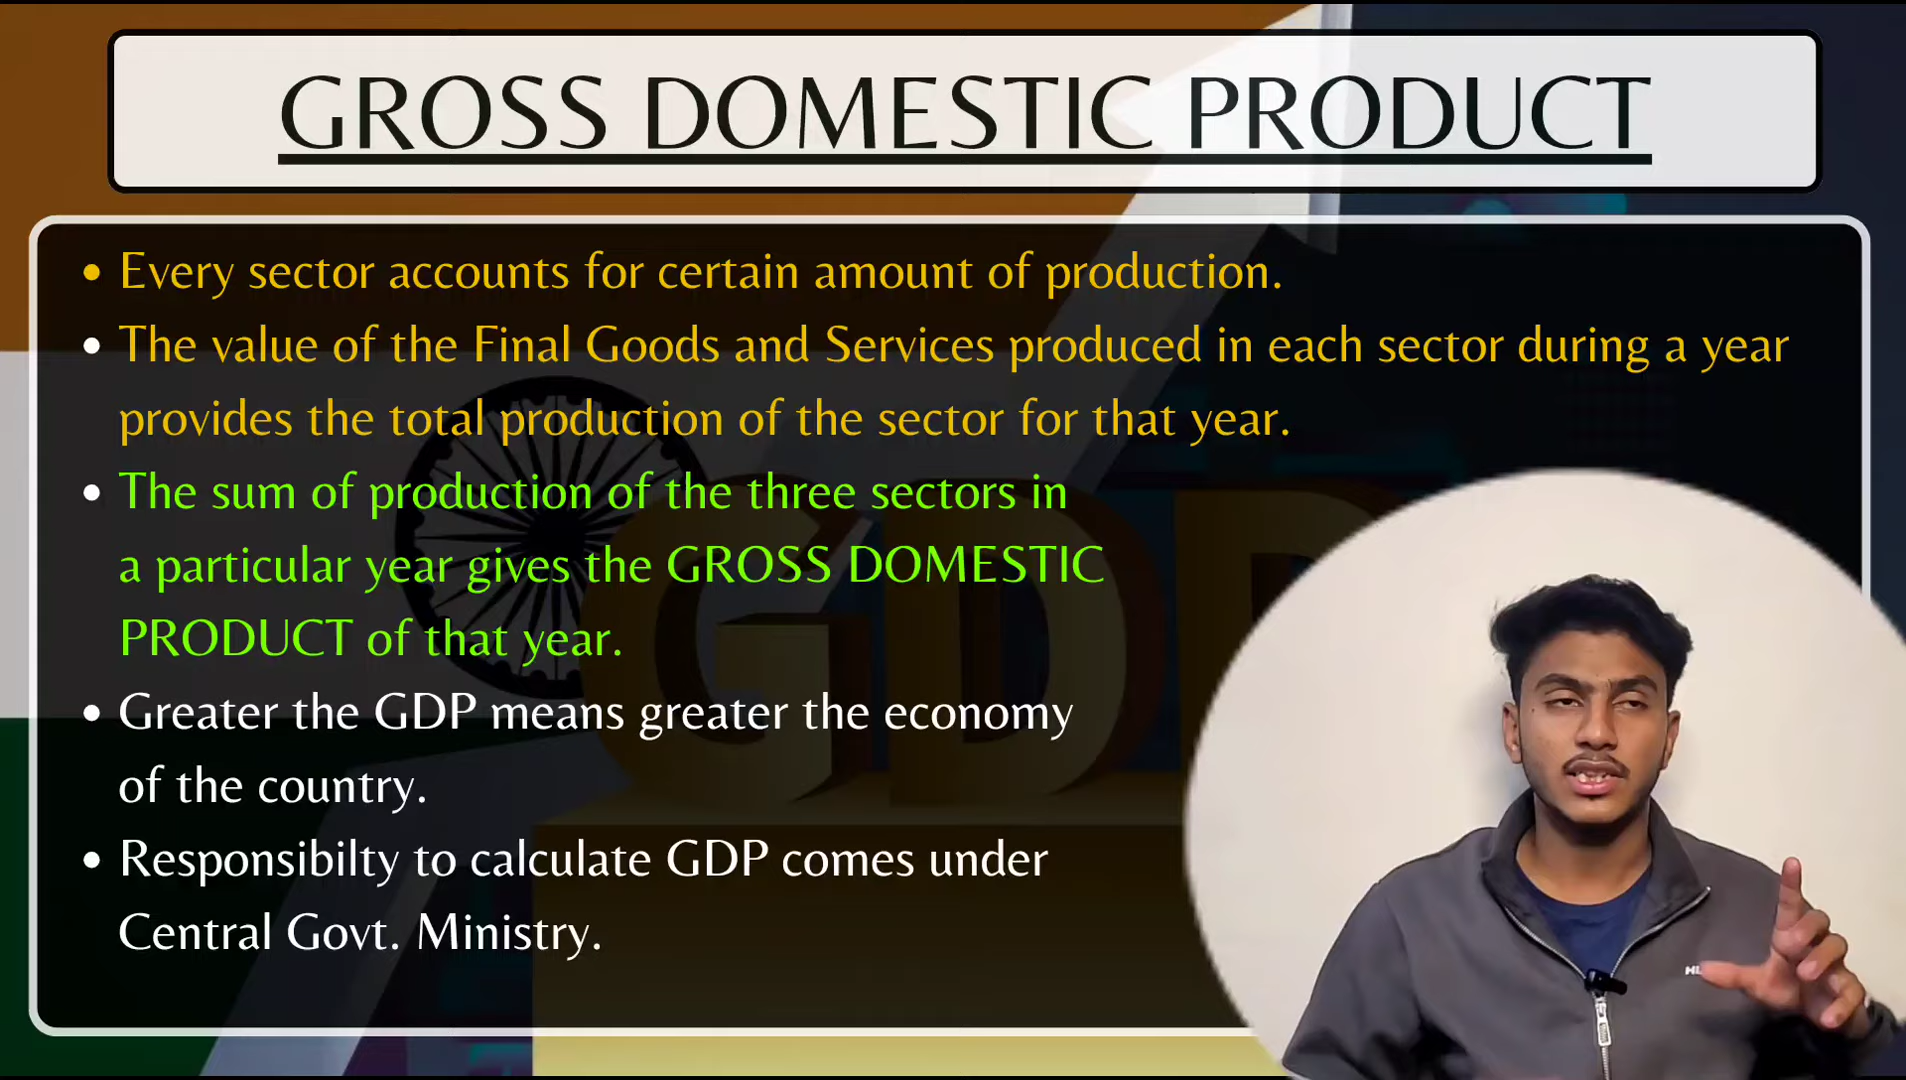 GROSS DOMESTIC PRODUCT
• Every sector accounts for certain amount of production.
• The value of the Final Goods and Services produced in each sector during a year
provides the total production of the sector for that year.
• The sum of production of the three sectors in
a particular year gives the GROSS DOMESTIC
PRODUCT of that year.
• Greater the GDP means greater the economy
of the country.
• Responsibilty to calculate GDP comes under
Central Govt. Ministry.
GDP